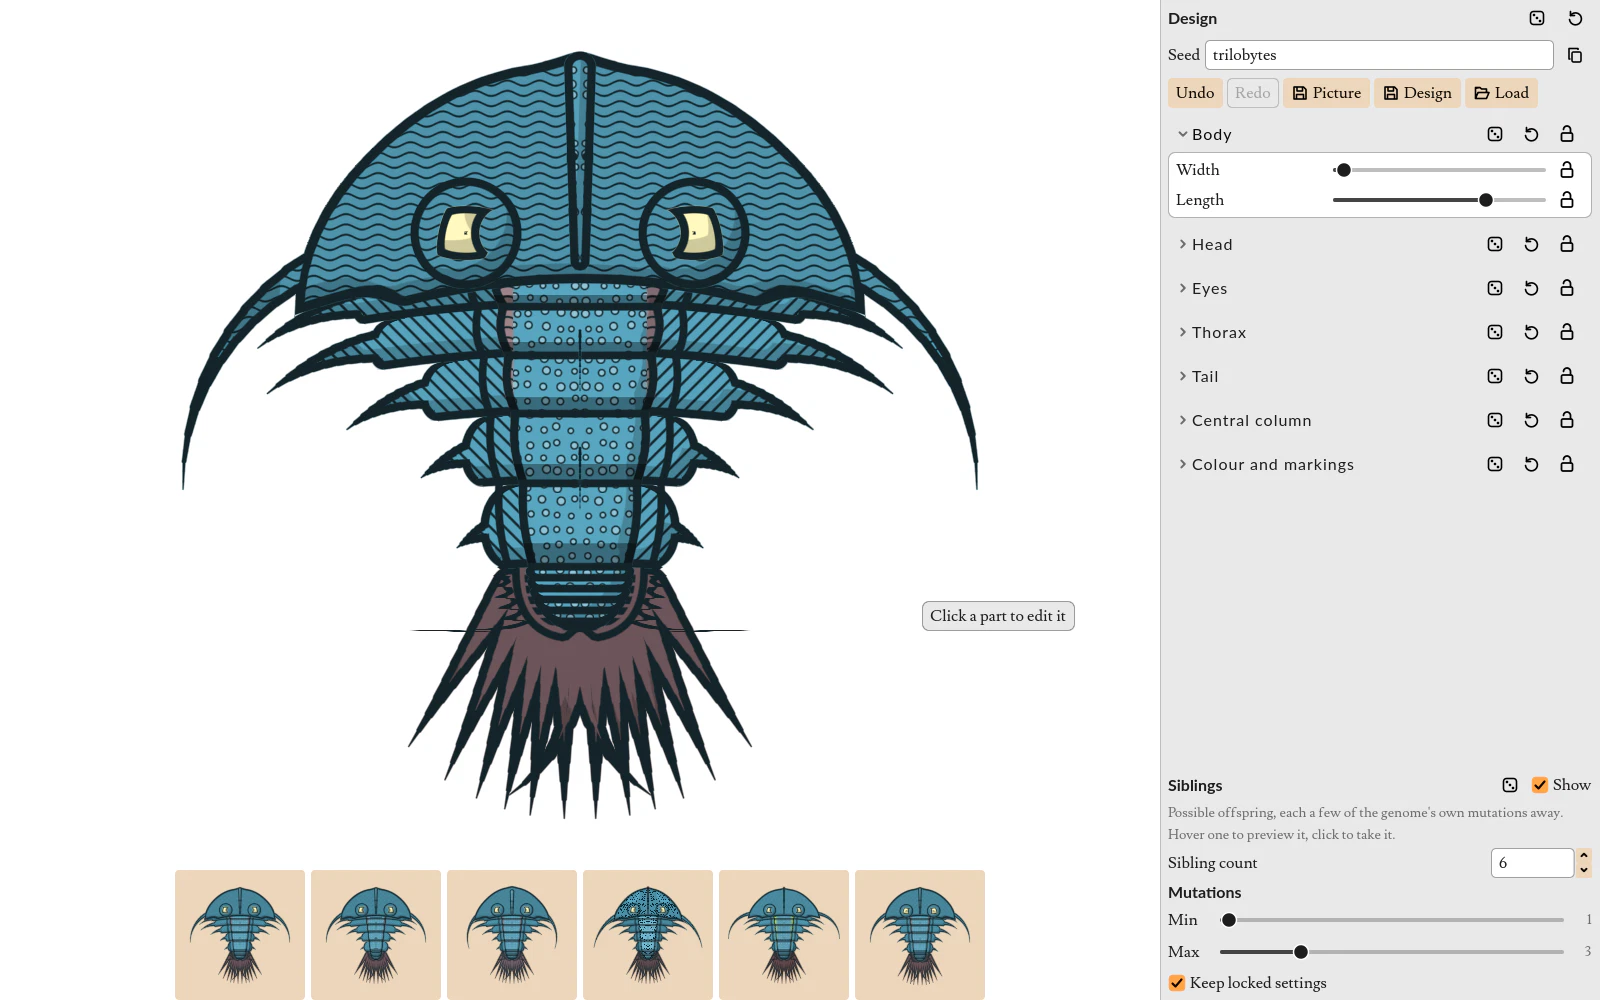 Design
Seed trilobytes
Undo Redo Picture Design Load
Body
Width
Length
Head
Eyes
Thorax
Tail
Central column
Colour and markings
Click a part to edit it
Siblings Show
Possible offspring, each a few of the genome's own mutations away.
Hover one to preview it, click to take it.
Sibling count 6
Mutations
Min 1
Max 3
Keep locked settings